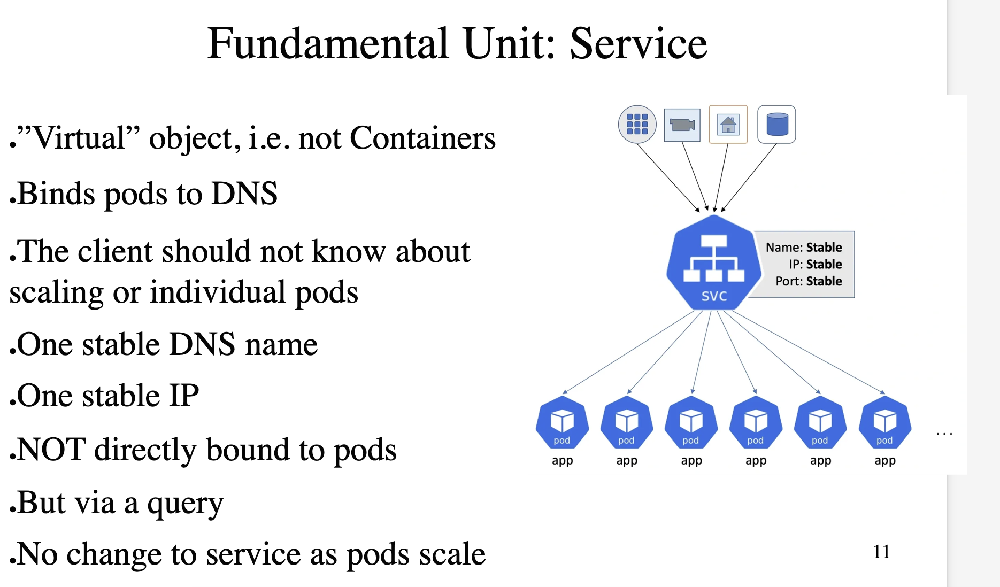 Fundamental Unit: Service
.”Virtual” object, i.e. not Containers
.Binds pods to DNS
.The client should not know about
scaling or individual pods
.One stable DNS name
.One stable IP
.NOT directly bound to pods
.But via a query
.No change to service as pods scale
Name: Stable
IP: Stable
Port: Stable
svc
pod pod pod pod pod pod
app app app app app app
...
11